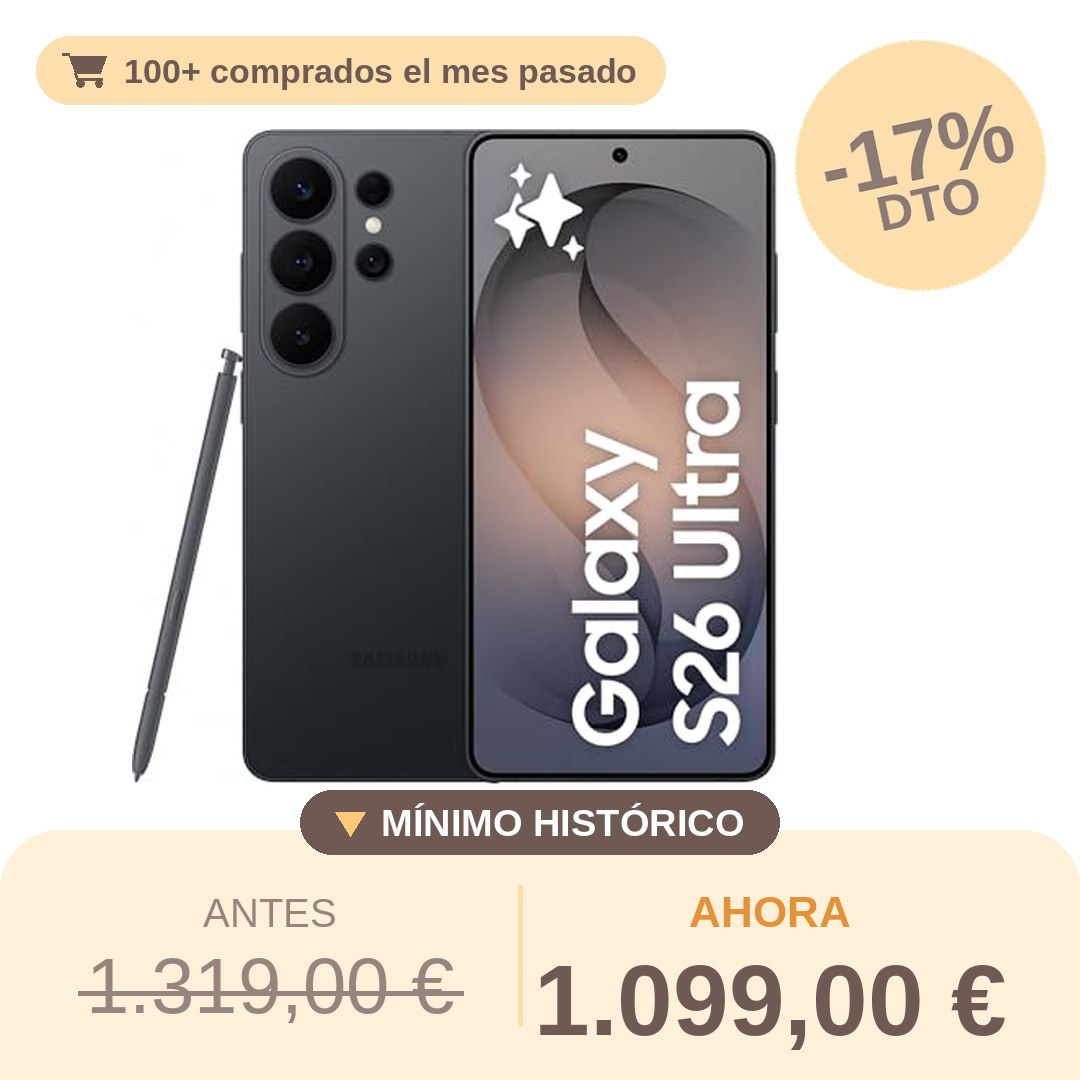 100+ comprados el mes pasado
-17%
DTO
Galaxy
S26 Ultra
SAMSUNG
MÍNIMO HISTÓRICO
ANTES
1.319,00 €
AHORA
1.099,00 €